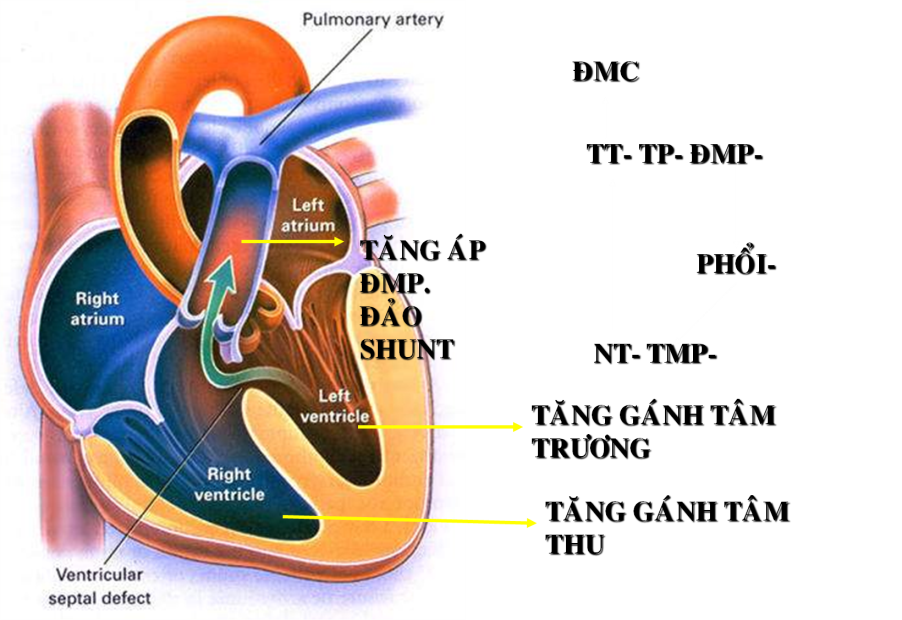 Pulmonary artery
ĐMC
TT- TP- ĐMP-
Left
atrium
TĂNG ÁP
ĐMP.
ĐẢO
SHUNT
PHỔI-
Right
atrium
NT- TMP-
Left
ventricle
TĂNG GÁNH TÂM
TRƯƠNG
Right
ventricle
TĂNG GÁNH TÂM
THU
Ventricular
septal defect